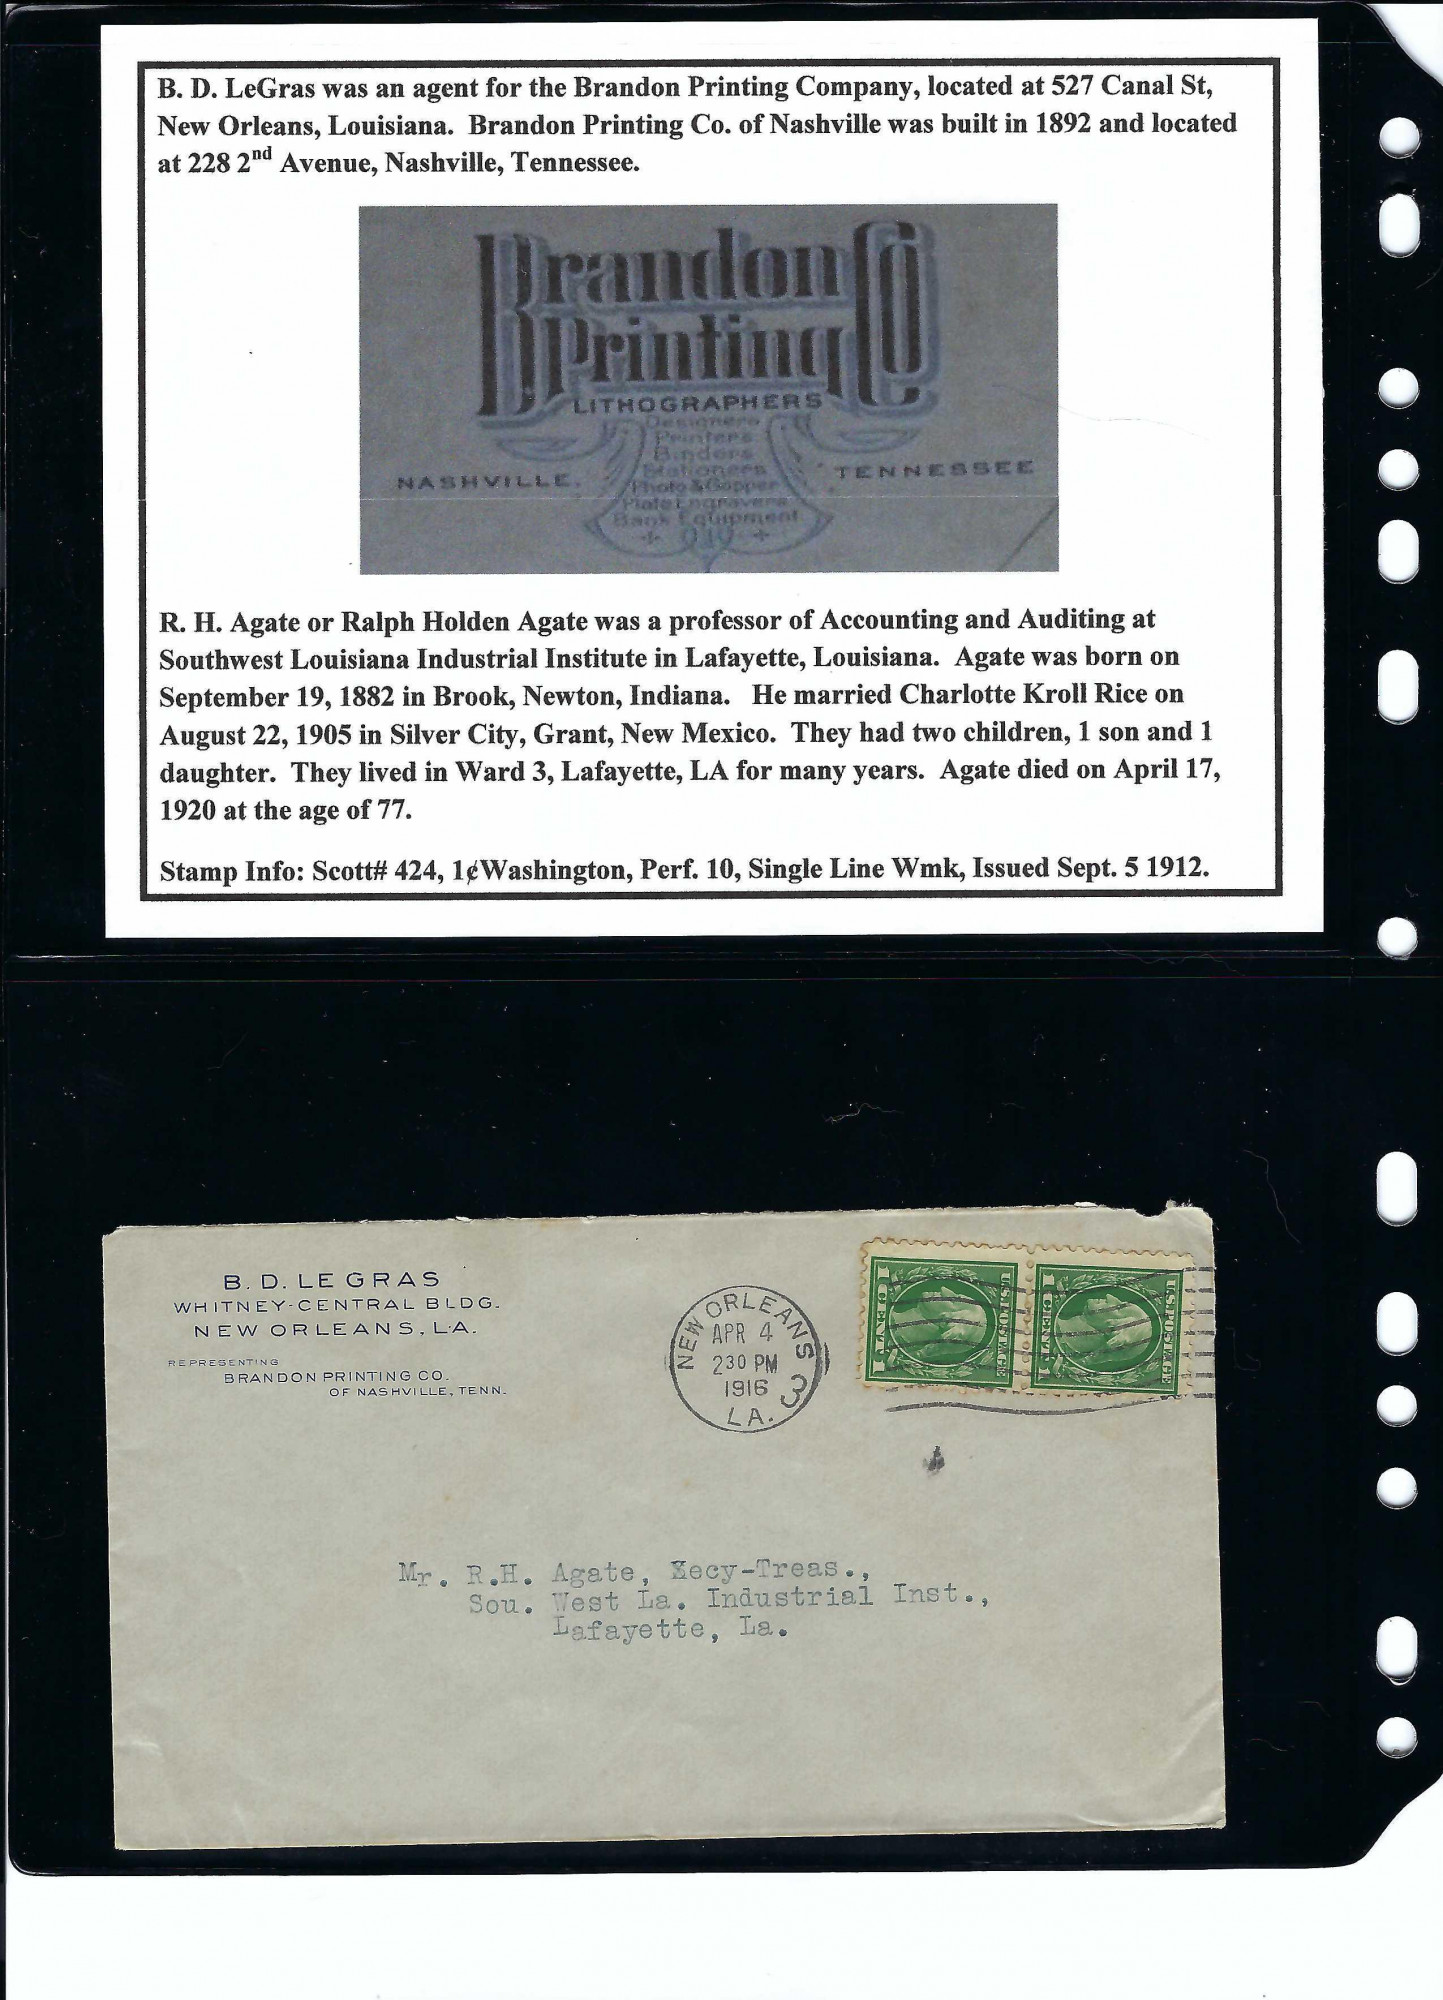 B. D. LeGras was an agent for the Brandon Printing Company, located at 527 Canal St,
New Orleans, Louisiana. Brandon Printing Co. of Nashville was built in 1892 and located
at 228 2nd Avenue, Nashville, Tennessee.
Brandon
Printing Co
LITHOGRAPHERS
Designers
Printers
Binders
Stationers
Photo & Copper
Plate Engravers
Bank Equipment
NASHVILLE.
TENNESSEE
R. H. Agate or Ralph Holden Agate was a professor of Accounting and Auditing at
Southwest Louisiana Industrial Institute in Lafayette, Louisiana. Agate was born on
September 19, 1882 in Brook, Newton, Indiana. He married Charlotte Kroll Rice on
August 22, 1905 in Silver City, Grant, New Mexico. They had two children, 1 son and 1
daughter. They lived in Ward 3, Lafayette, LA for many years. Agate died on April 17,
1920 at the age of 77.
Stamp Info: Scott# 424, 1¢Washington, Perf. 10, Single Line Wmk, Issued Sept. 5 1912.
B. D. LE GRAS
WHITNEY-CENTRAL BLDG.
NEW ORLEANS, LA.
REPRESENTING
BRANDON PRINTING CO.
OF NASHVILLE, TENN.
NEW ORLEANS
APR 4
230 PM
1916
3
LA.
U.S. POSTAGE
1 CENT 1
U.S. POSTAGE
1 CENT 1
Mr. R.H. Agate, Secy-Treas.,
Sou. West La. Industrial Inst.,
Lafayette, La.